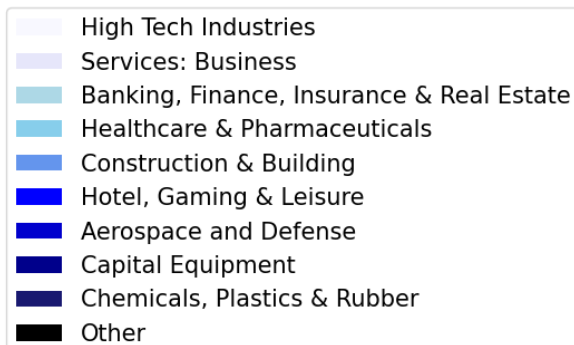 High Tech Industries
Services: Business
Banking, Finance, Insurance & Real Estate
Healthcare & Pharmaceuticals
Construction & Building
Hotel, Gaming & Leisure
Aerospace and Defense
Capital Equipment
Chemicals, Plastics & Rubber
Other